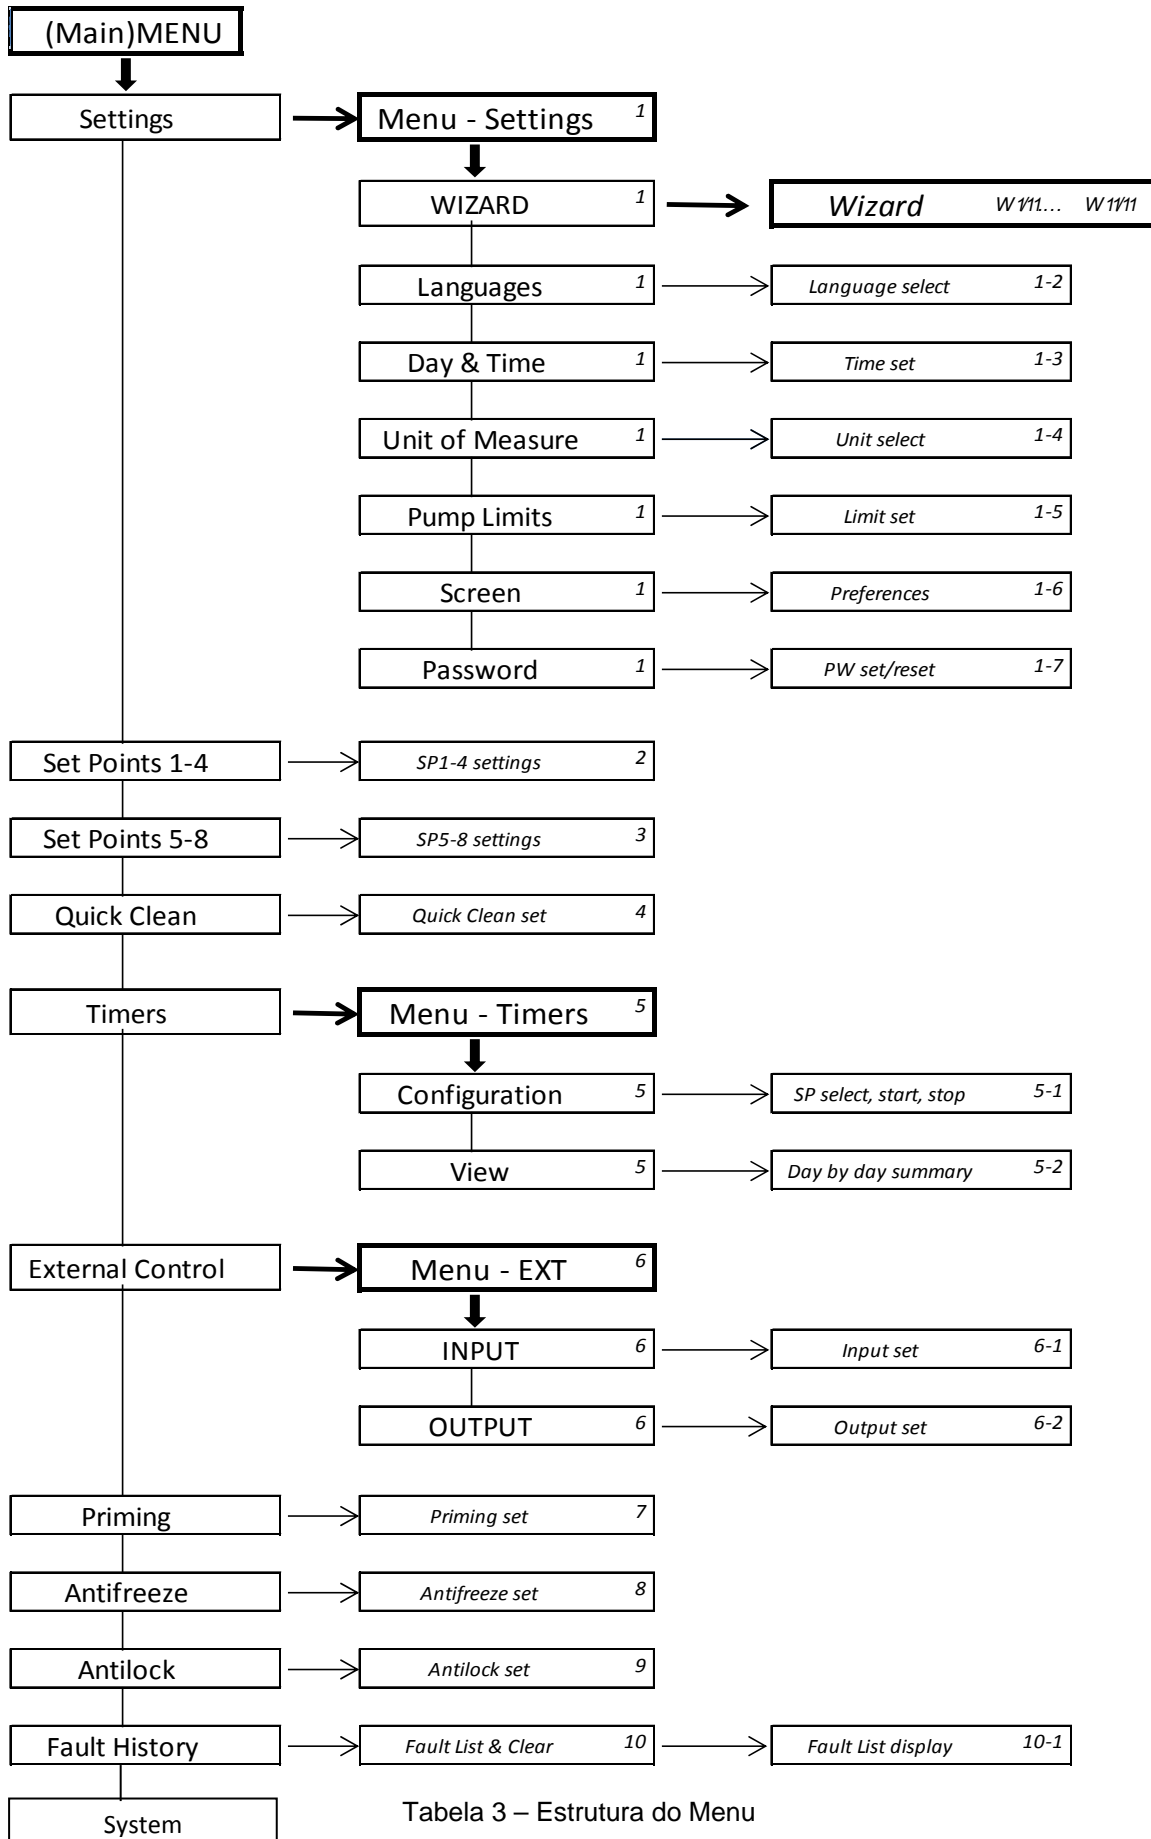 (Main)MENU
Settings
Menu - Settings 1
WIZARD 1
Wizard W1/11... W11/11
Languages 1
Language select 1-2
Day & Time 1
Time set 1-3
Unit of Measure 1
Unit select 1-4
Pump Limits 1
Limit set 1-5
Screen 1
Preferences 1-6
Password 1
PW set/reset 1-7
Set Points 1-4
SP1-4 settings 2
Set Points 5-8
SP5-8 settings 3
Quick Clean
Quick Clean set 4
Timers
Menu - Timers 5
Configuration 5
SP select, start, stop 5-1
View 5
Day by day summary 5-2
External Control
Menu - EXT 6
INPUT 6
Input set 6-1
OUTPUT 6
Output set 6-2
Priming
Priming set 7
Antifreeze
Antifreeze set 8
Antilock
Antilock set 9
Fault History
Fault List & Clear 10
Fault List display 10-1
System
Tabela 3 – Estrutura do Menu